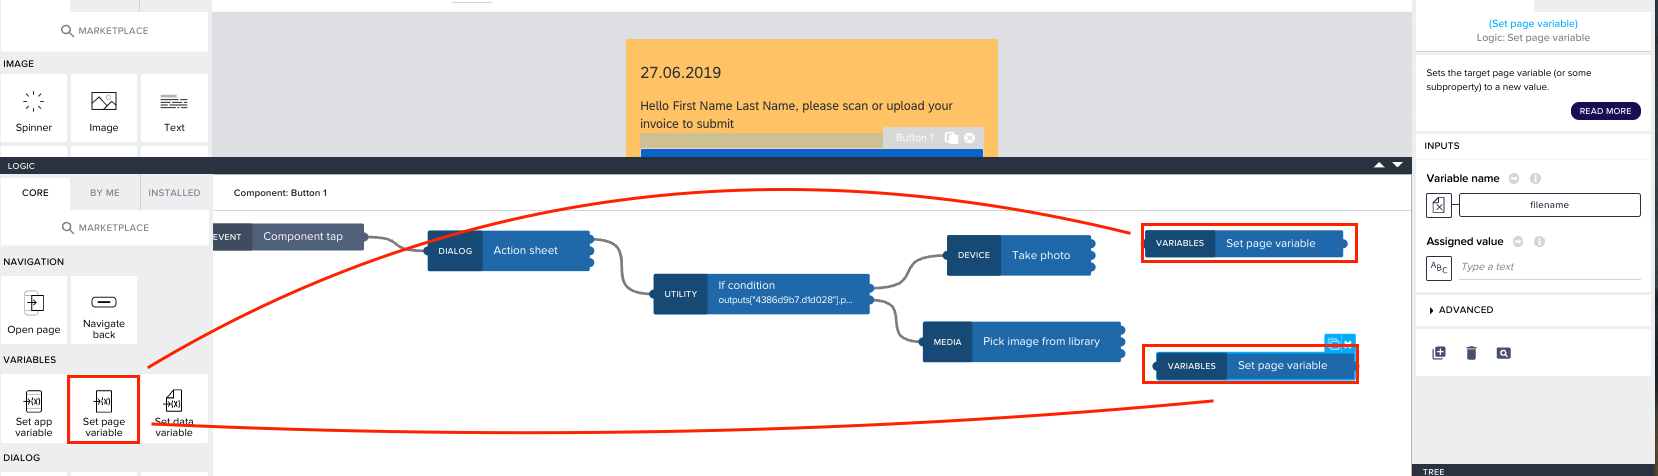 MARKETPLACE
IMAGE
Spinner
Image
Text
27.06.2019
Hello First Name Last Name, please scan or upload your
invoice to submit
Button 1
LOGIC
CORE
BY ME
INSTALLED
MARKETPLACE
NAVIGATION
Open page
Navigate
back
VARIABLES
Set app
variable
Set page
variable
Set data
variable
DIALOG
Component: Button 1
EVENT
Component tap
DIALOG
Action sheet
UTILITY
If condition
outputs["4386d9b7.d1d028"].p...
DEVICE
Take photo
MEDIA
Pick image from library
VARIABLES
Set page variable
VARIABLES
Set page variable
(Set page variable)
Logic: Set page variable
Sets the target page variable (or some
subproperty) to a new value.
READ MORE
INPUTS
Variable name
filename
Assigned value
ABC
Type a text
ADVANCED
TREE